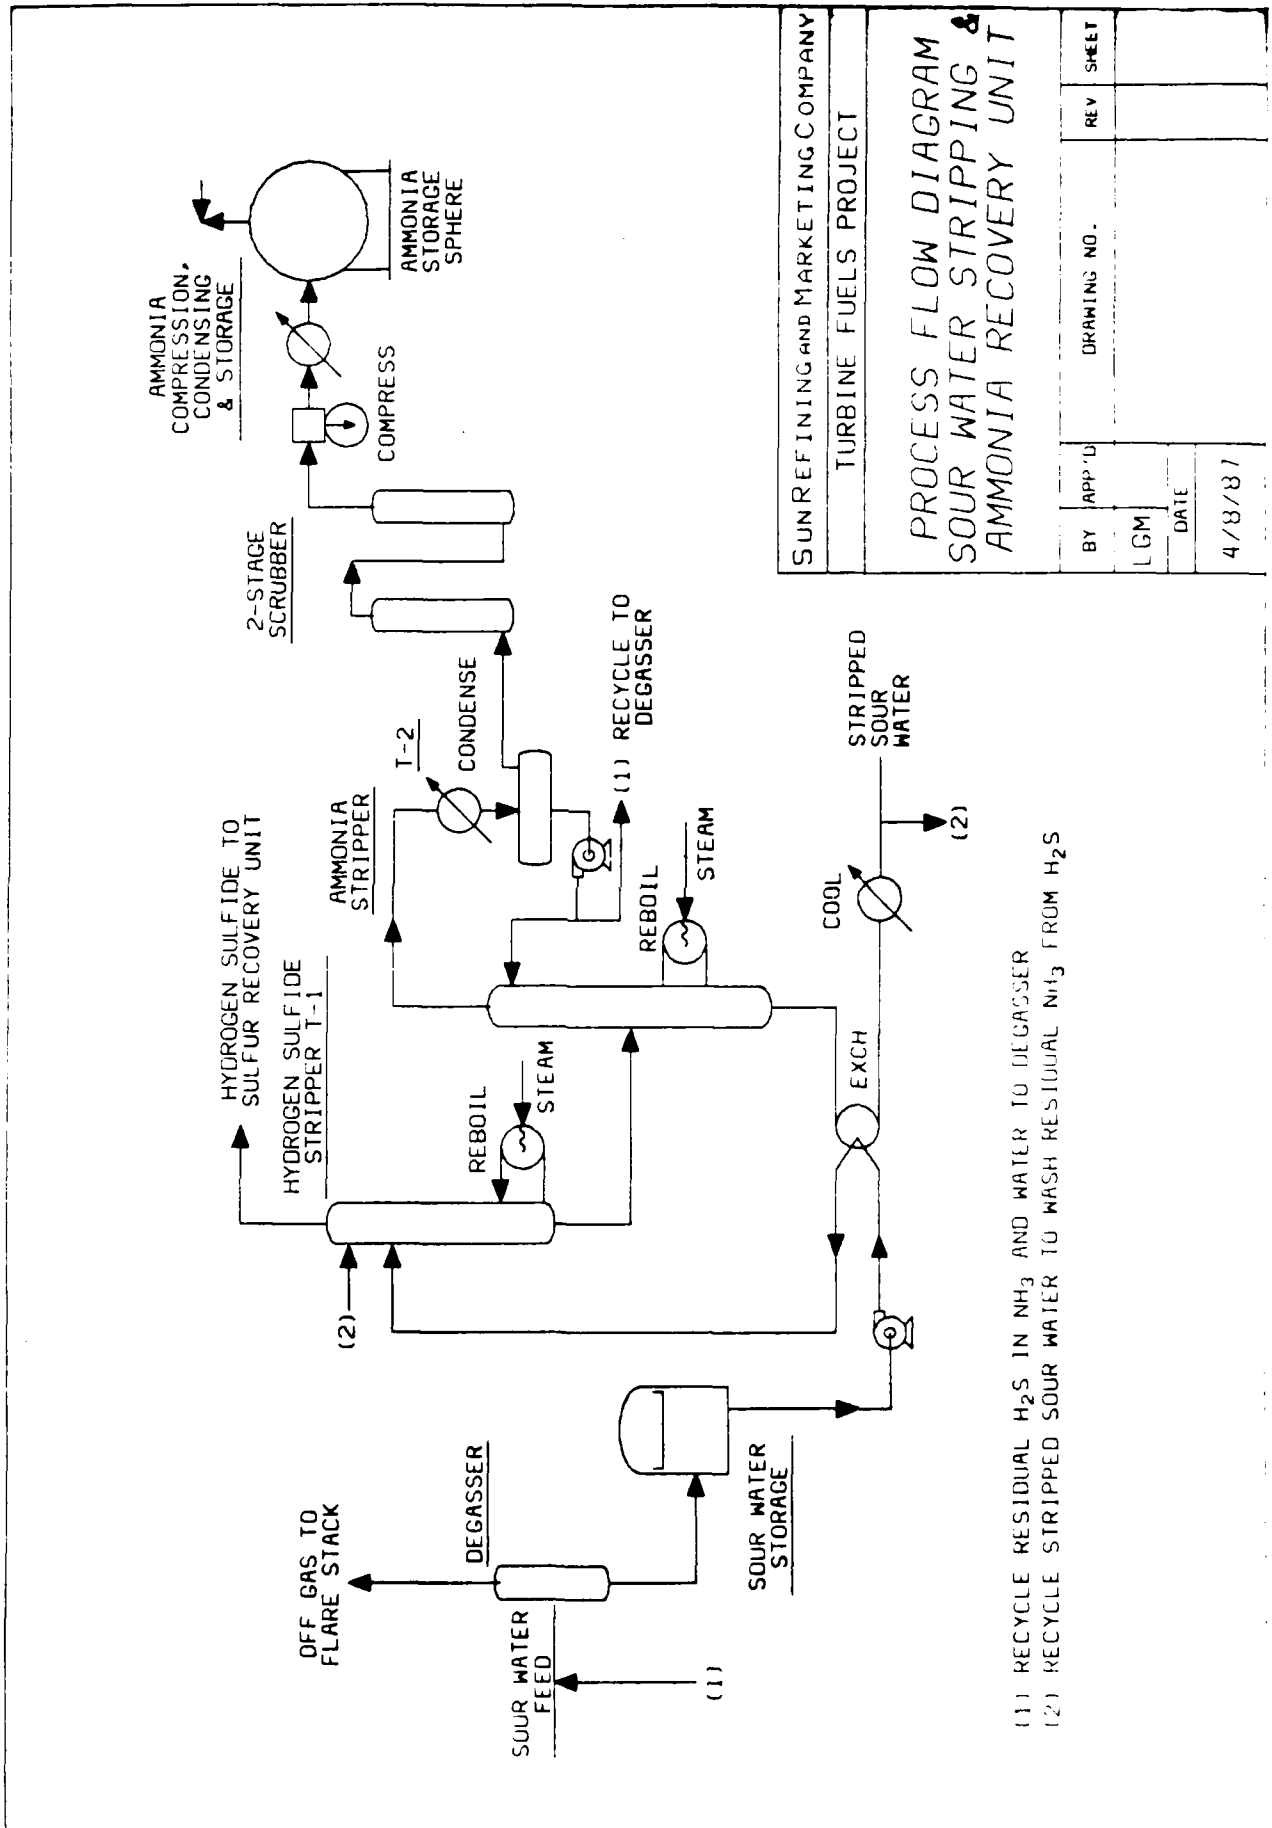 OFF GAS TO
FLARE STACK
DEGASSER
SOUR WATER
FEED
(1)
SOUR WATER
STORAGE
HYDROGEN SULFIDE TO
SULFUR RECOVERY UNIT
HYDROGEN SULFIDE
STRIPPER T-1
(2)
REBOIL
STEAM
AMMONIA
STRIPPER
T-2
CONDENSE
(1) RECYCLE TO
DEGASSER
REBOIL
STEAM
EXCH
COOL
STRIPPED
SOUR
WATER
(2)
2-STAGE
SCRUBBER
AMMONIA
COMPRESSION,
CONDENSING
& STORAGE
COMPRESS
AMMONIA
STORAGE
SPHERE
(1) RECYCLE RESIDUAL H₂S IN NH₃ AND WATER TO DEGASSER
(2) RECYCLE STRIPPED SOUR WATER TO WASH RESIDUAL NH₃ FROM H₂S
SUN REFINING AND MARKETING COMPANY
TURBINE FUELS PROJECT
PROCESS FLOW DIAGRAM
SOUR WATER STRIPPING &
AMMONIA RECOVERY UNIT
BY APP'D DRAWING NO. REV SHEET
LGM
DATE
4/8/87